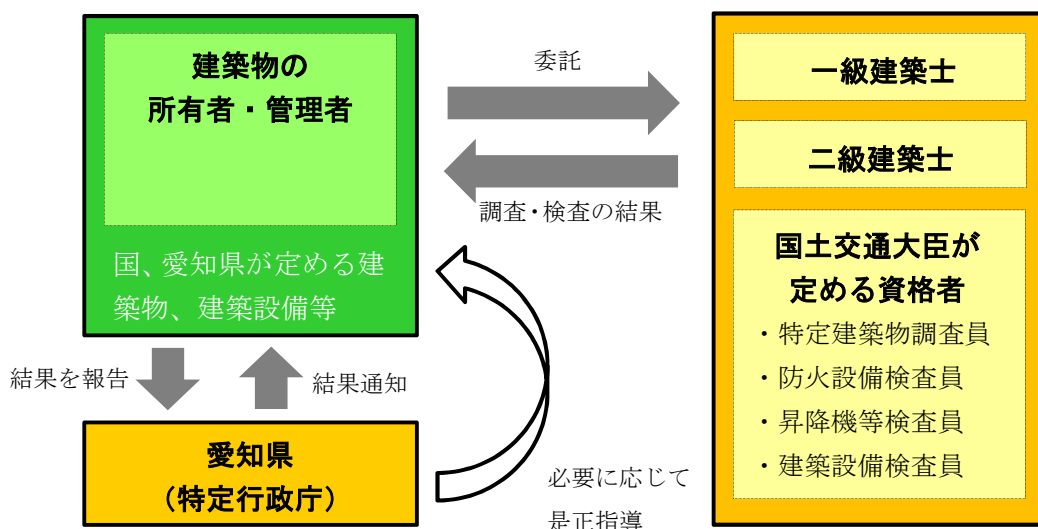 建築物の
所有者・管理者
国、愛知県が定める建
築物、建築設備等
委託
調査・検査の結果
一級建築士
二級建築士
国土交通大臣が
定める資格者
・特定建築物調査員
・防火設備検査員
・昇降機等検査員
・建築設備検査員
結果を報告
結果通知
愛知県
（特定行政庁）
必要に応じて
是正指導